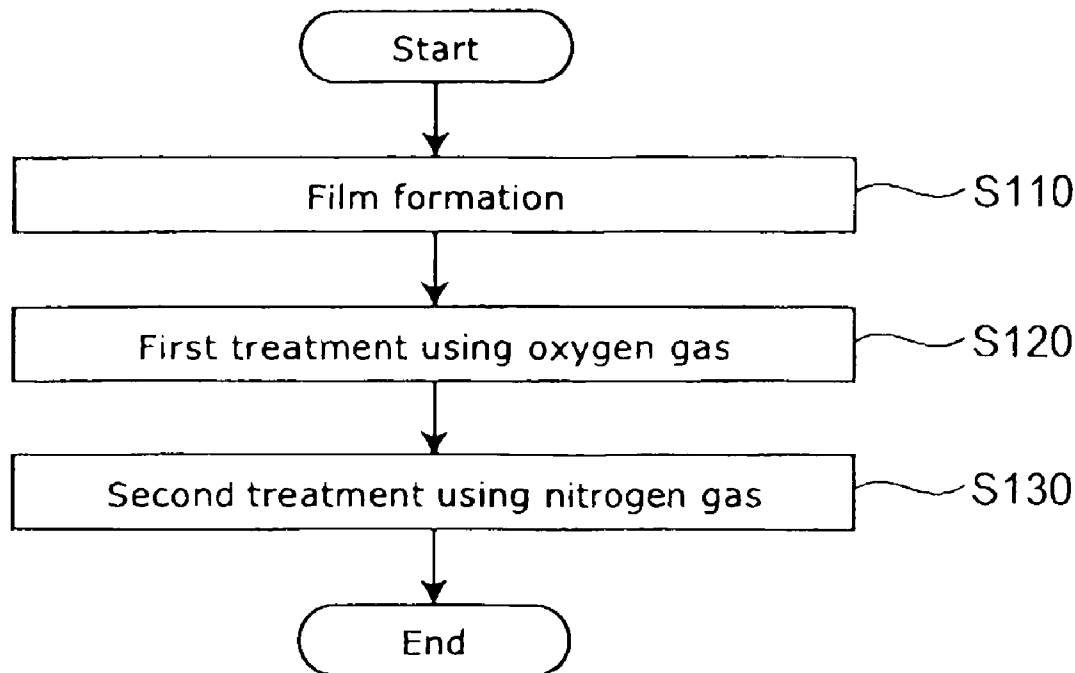 Start
Film formation
S110
First treatment using oxygen gas
S120
Second treatment using nitrogen gas
S130
End